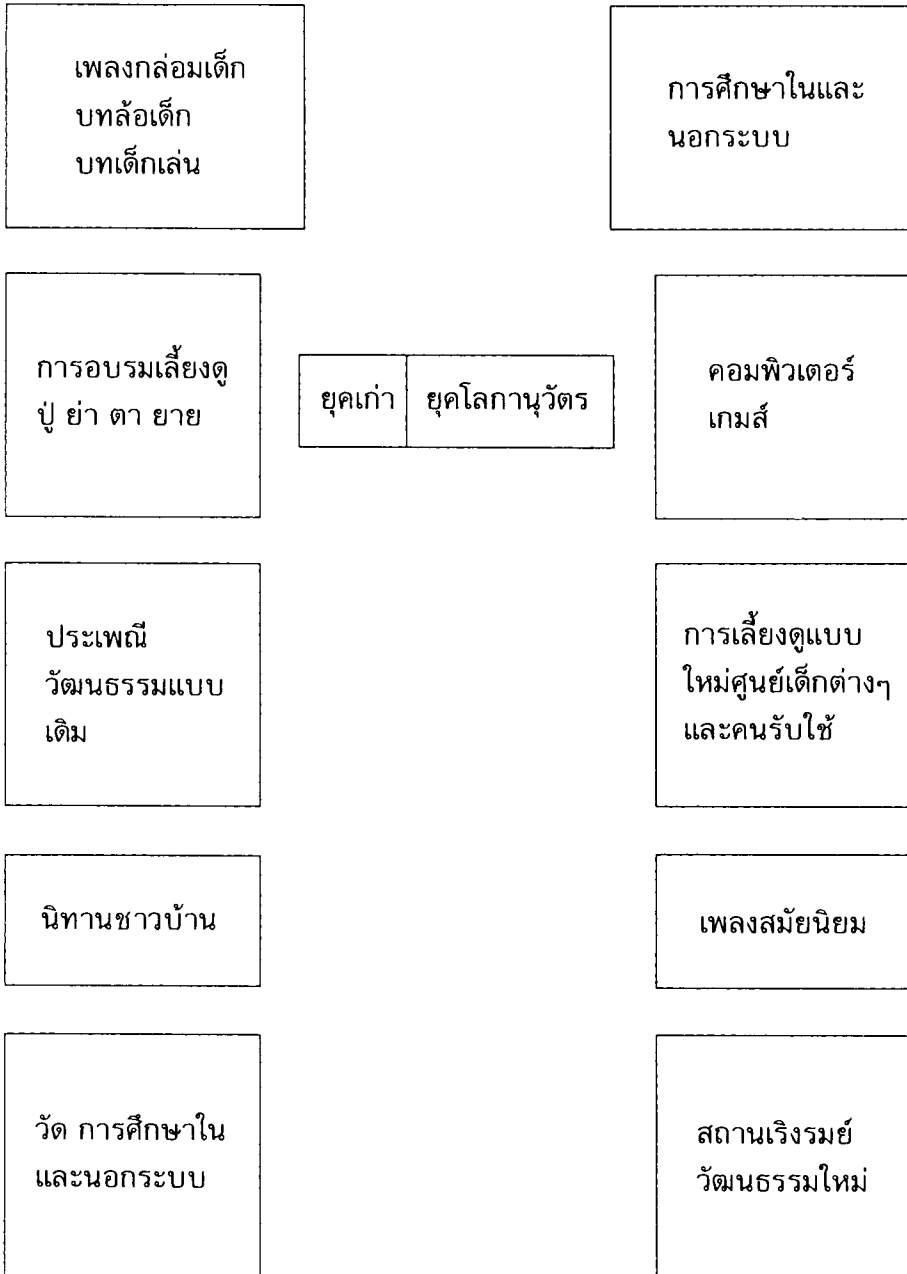 เพลงกล่อมเด็ก
บทล้อเด็ก
บทเด็กเล่น
การศึกษาในและ
นอกระบบ
การอบรมเลี้ยงดู
ปู่ ย่า ตา ยาย
ยุคเก่า
ยุคโลกานุวัตร
คอมพิวเตอร์
เกมส์
ประเพณี
วัฒนธรรมแบบ
เดิม
การเลี้ยงดูแบบ
ใหม่ศูนย์เด็กต่างๆ
และคนรับใช้
นิทานชาวบ้าน
เพลงสมัยนิยม
วัด การศึกษาใน
และนอกระบบ
สถานเริงรมย์
วัฒนธรรมใหม่